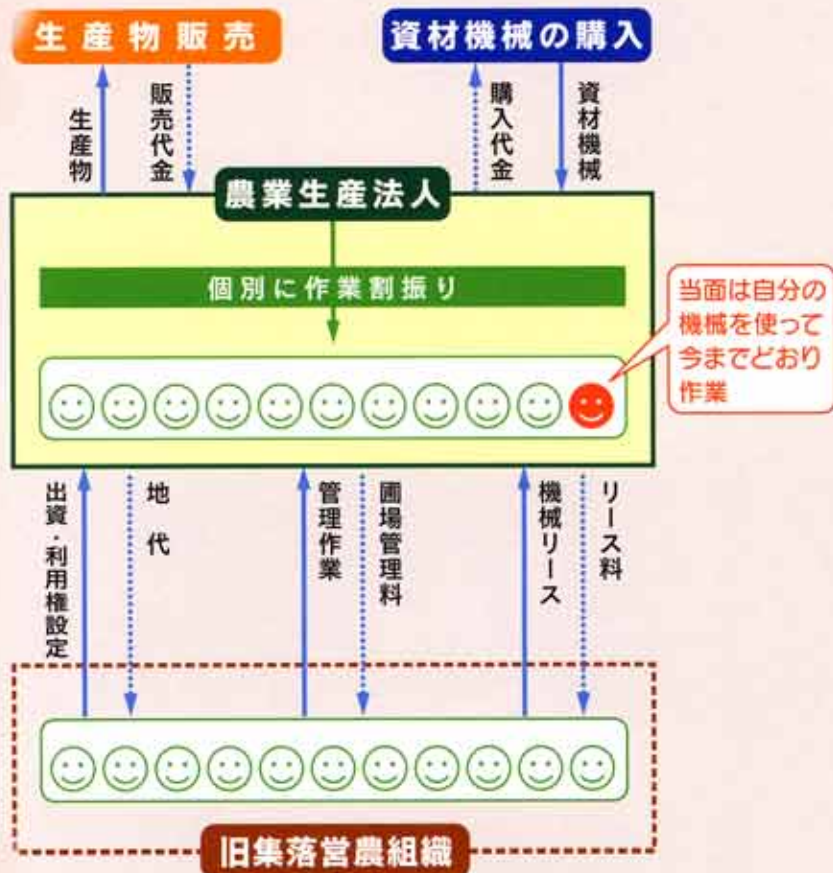 生産物販売
資材機械の購入
生産物
販売代金
購入代金
資材機械
農業生産法人
個別に作業割振り
当面は自分の
機械を使って
今までどおり
作業
出資・利用権設定
地代
管理作業
圃場管理料
機械リース
リース料
旧集落営農組織